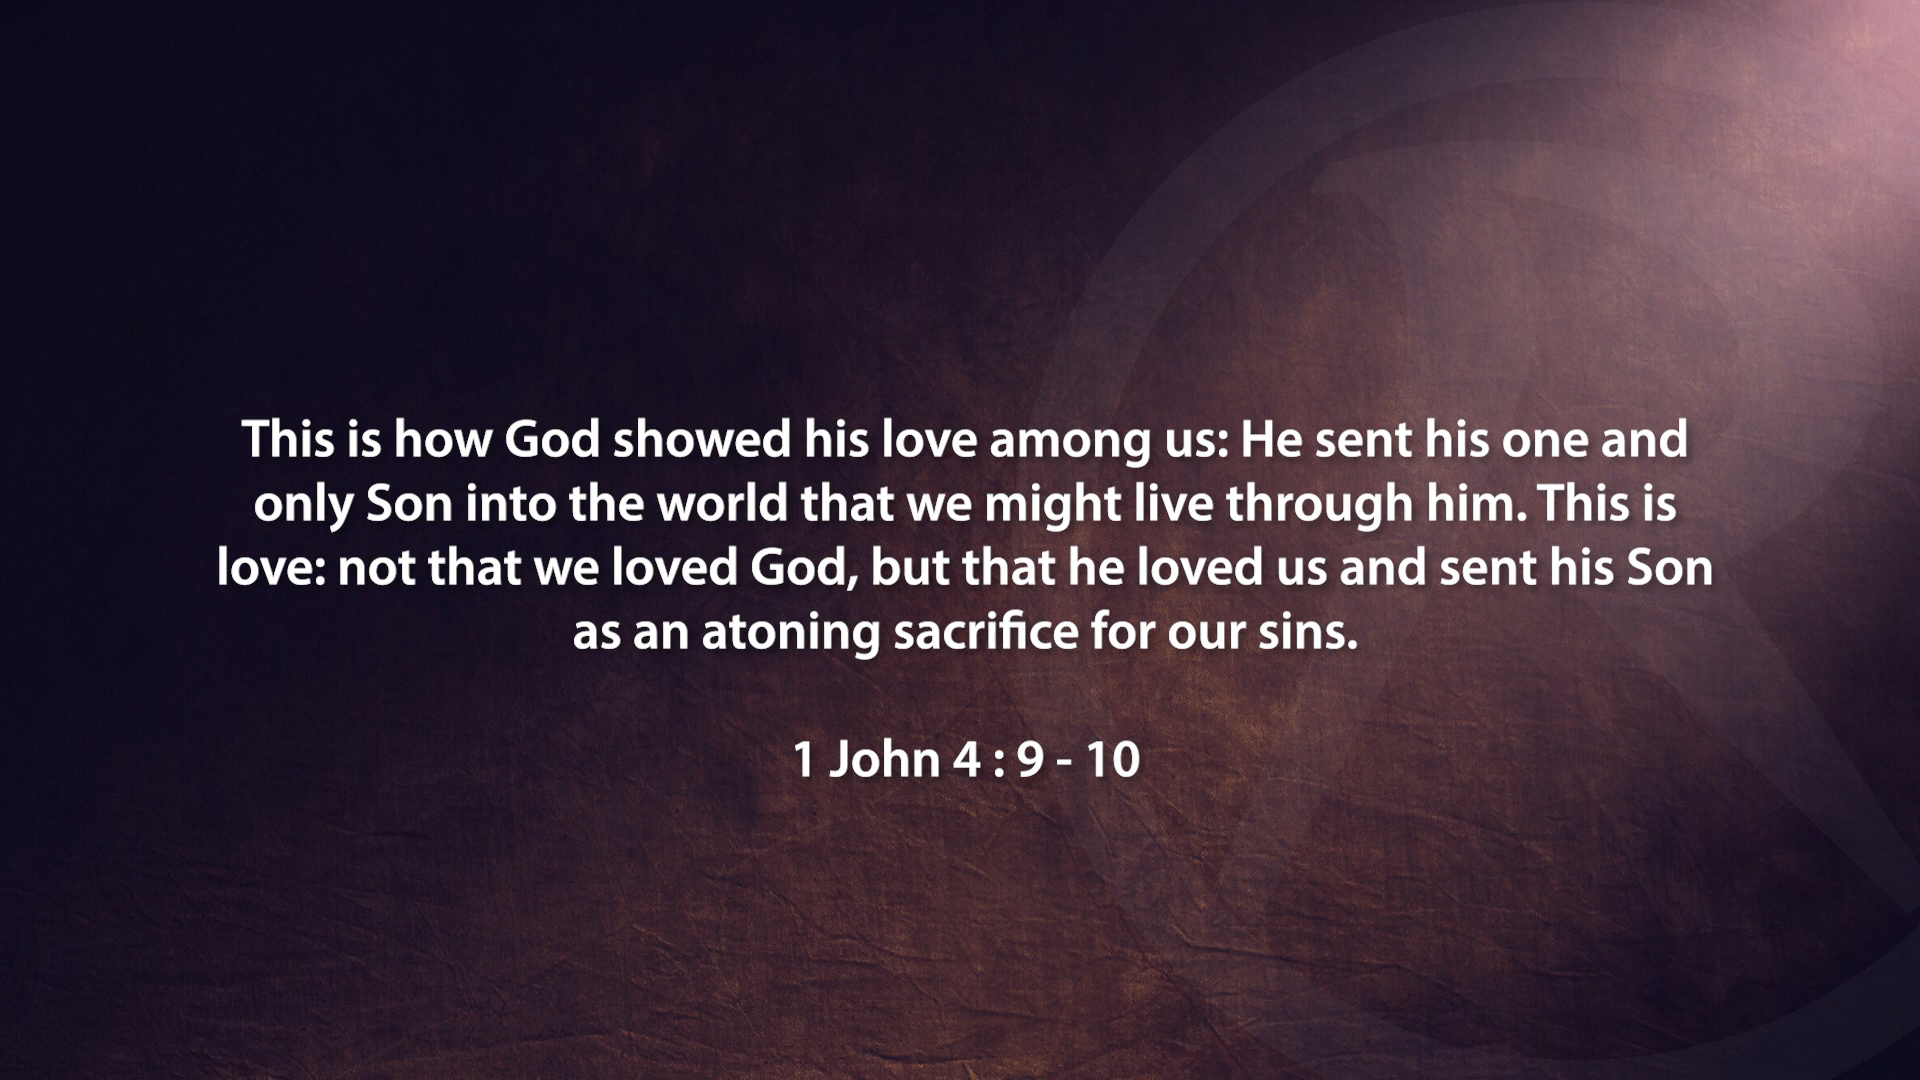 This is how God showed his love among us: He sent his one and
only Son into the world that we might live through him. This is
love: not that we loved God, but that he loved us and sent his Son
as an atoning sacrifice for our sins.
1 John 4 : 9 - 10